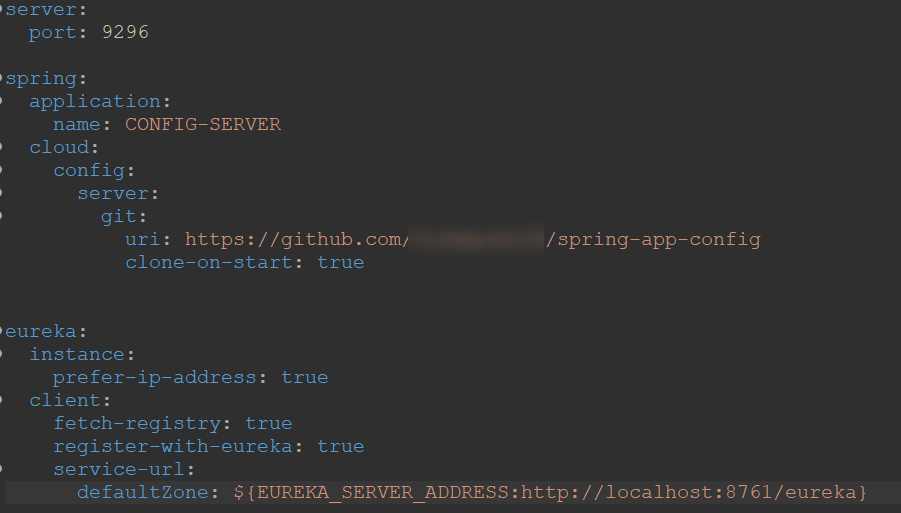 server:
  port: 9296
spring:
  application:
    name: CONFIG-SERVER
  cloud:
    config:
      server:
        git:
          uri: https://github.com/ /spring-app-config
          clone-on-start: true
eureka:
  instance:
    prefer-ip-address: true
  client:
    fetch-registry: true
    register-with-eureka: true
    service-url:
      defaultZone: ${EUREKA_SERVER_ADDRESS:http://localhost:8761/eureka}